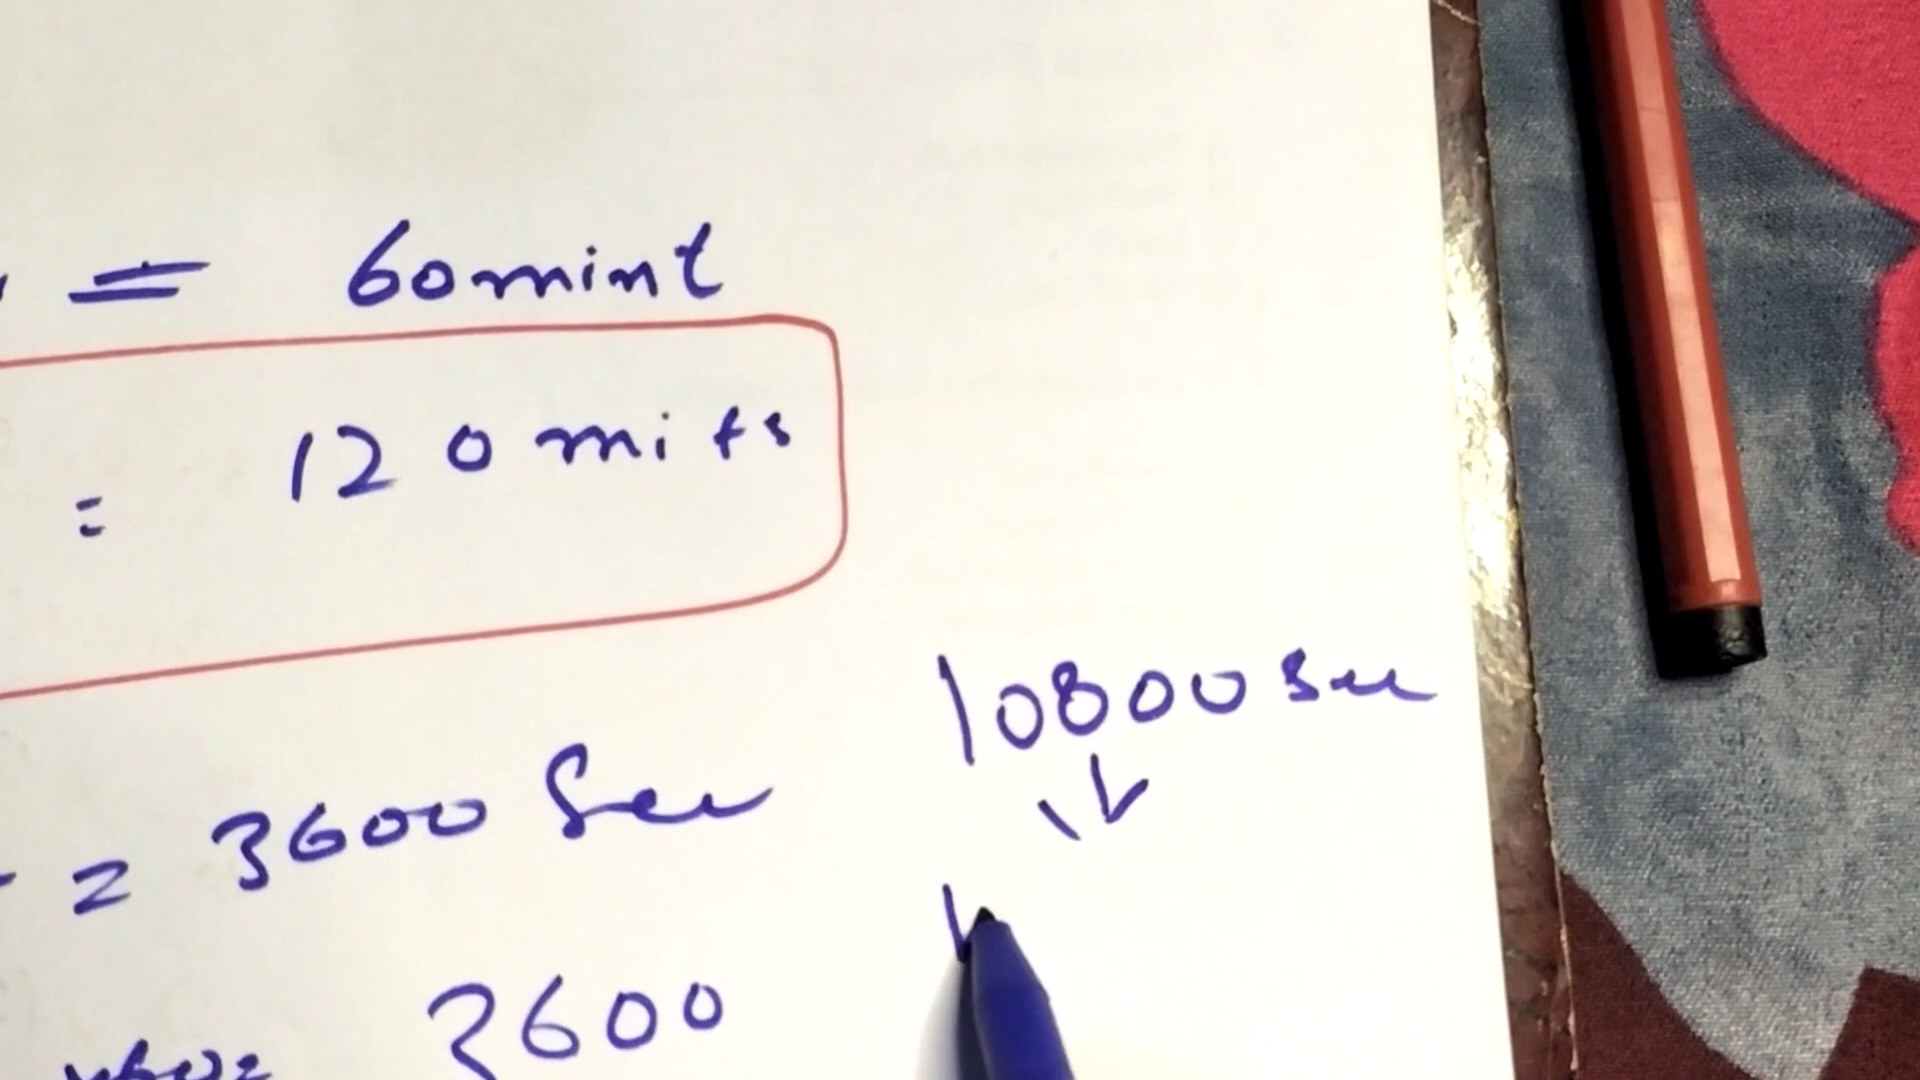 = 60mint
= 120 mits
10800 Sec
= 3600 Sec
3600